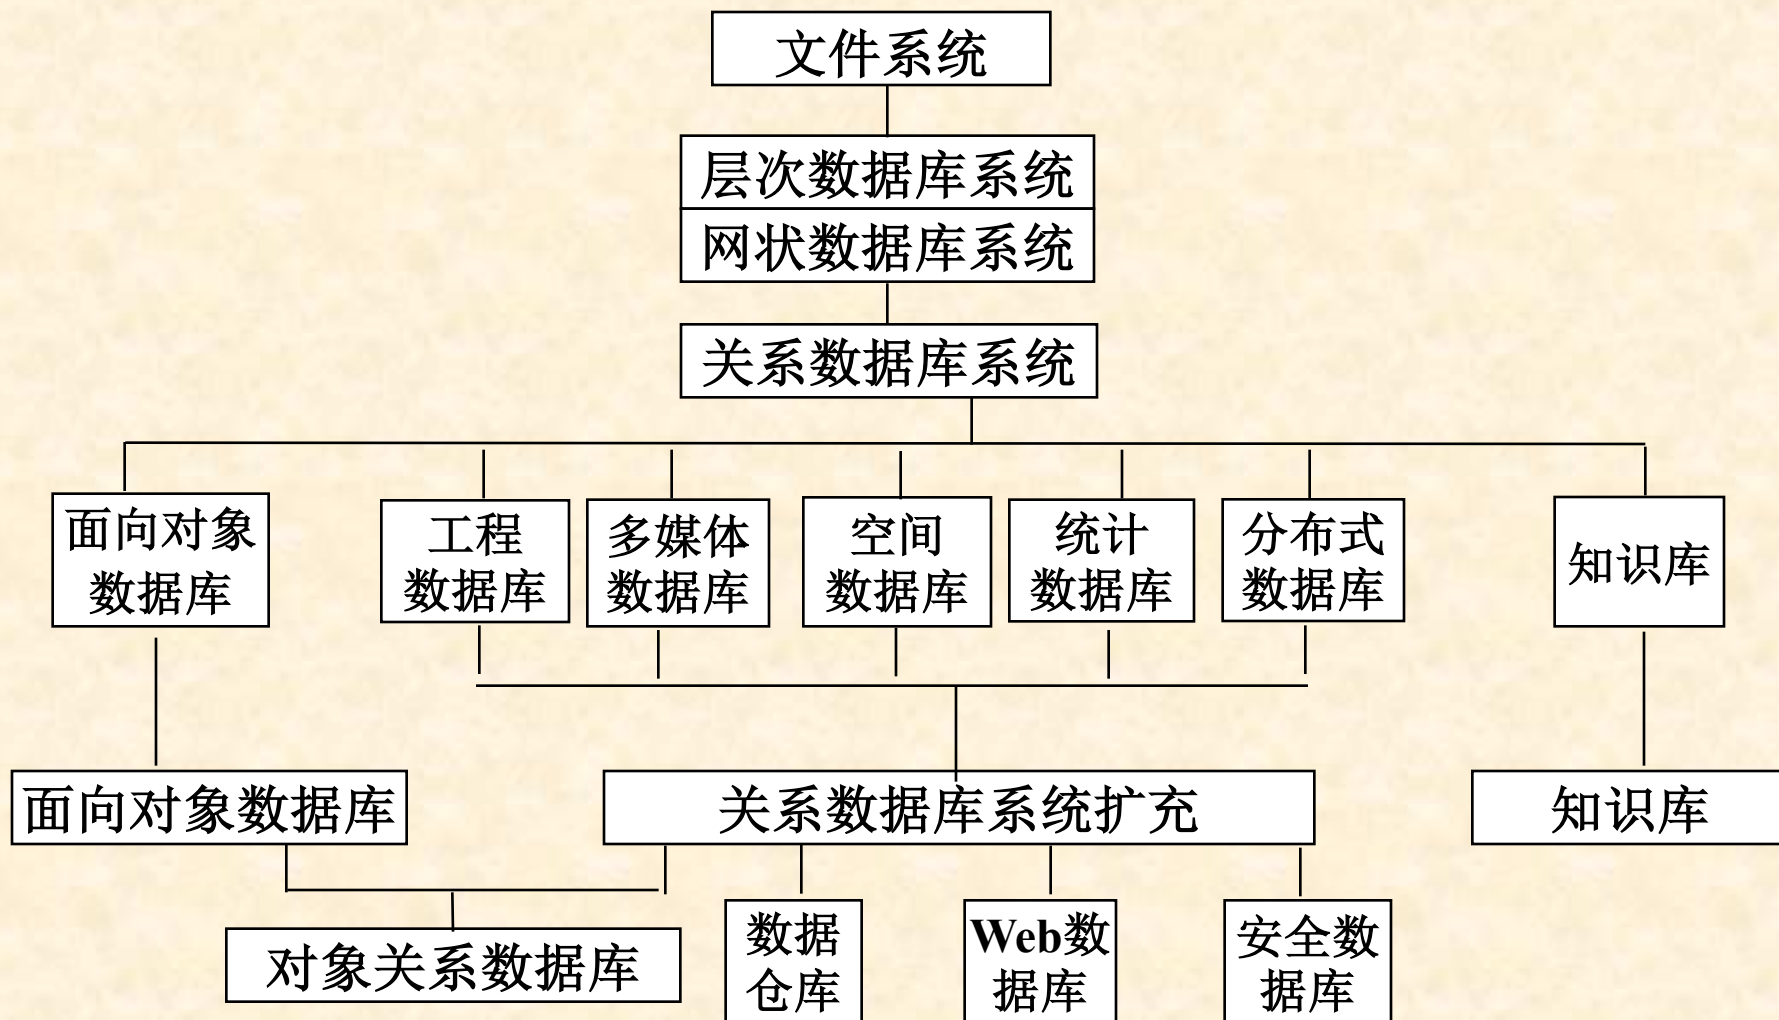 文件系统
层次数据库系统
网状数据库系统
关系数据库系统
面向对象
数据库
工程
数据库
多媒体
数据库
空间
数据库
统计
数据库
分布式
数据库
知识库
面向对象数据库
关系数据库系统扩充
知识库
对象关系数据库
数据
仓库
Web数
据库
安全数
据库